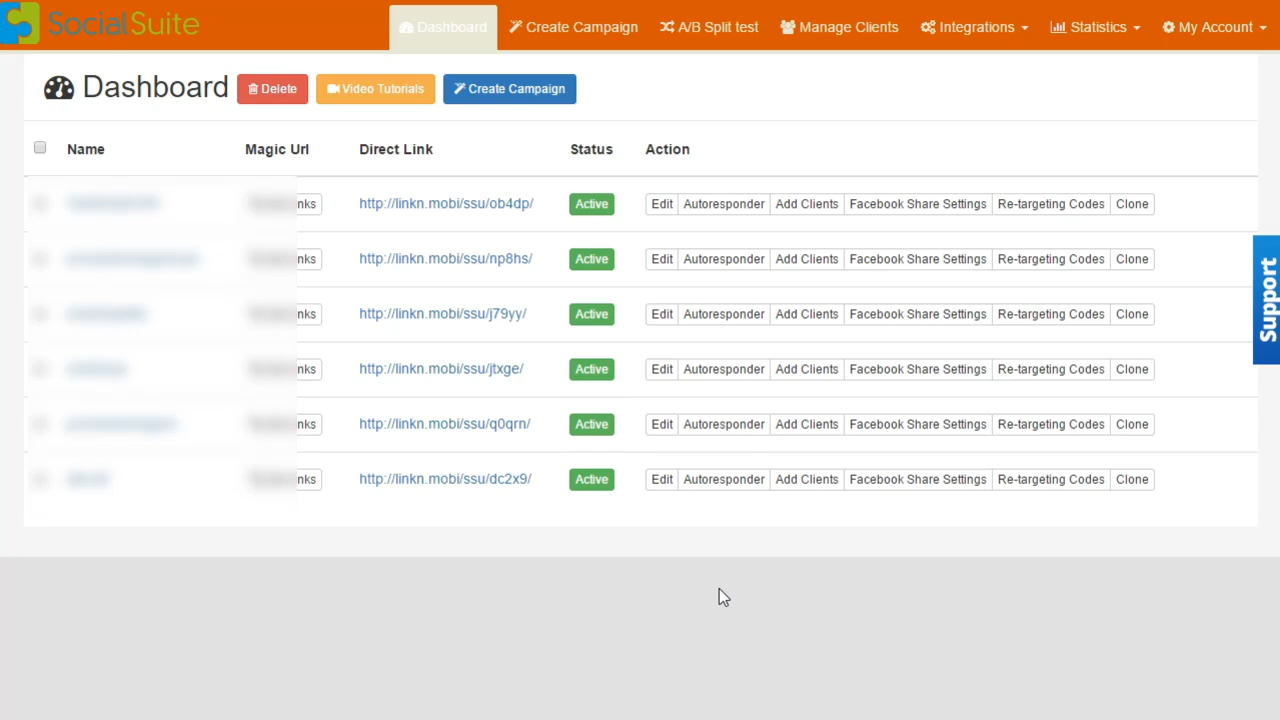 SocialSuite
Dashboard Create Campaign A/B Split test Manage Clients Integrations Statistics My Account
Dashboard Delete Video Tutorials Create Campaign
Name Magic Url Direct Link Status Action
http://linkn.mobi/ssu/ob4dp/ Active Edit Autoresponder Add Clients Facebook Share Settings Re-targeting Codes Clone
http://linkn.mobi/ssu/np8hs/ Active Edit Autoresponder Add Clients Facebook Share Settings Re-targeting Codes Clone
http://linkn.mobi/ssu/j79yy/ Active Edit Autoresponder Add Clients Facebook Share Settings Re-targeting Codes Clone
http://linkn.mobi/ssu/jtxge/ Active Edit Autoresponder Add Clients Facebook Share Settings Re-targeting Codes Clone
http://linkn.mobi/ssu/q0qrn/ Active Edit Autoresponder Add Clients Facebook Share Settings Re-targeting Codes Clone
http://linkn.mobi/ssu/dc2x9/ Active Edit Autoresponder Add Clients Facebook Share Settings Re-targeting Codes Clone
Support